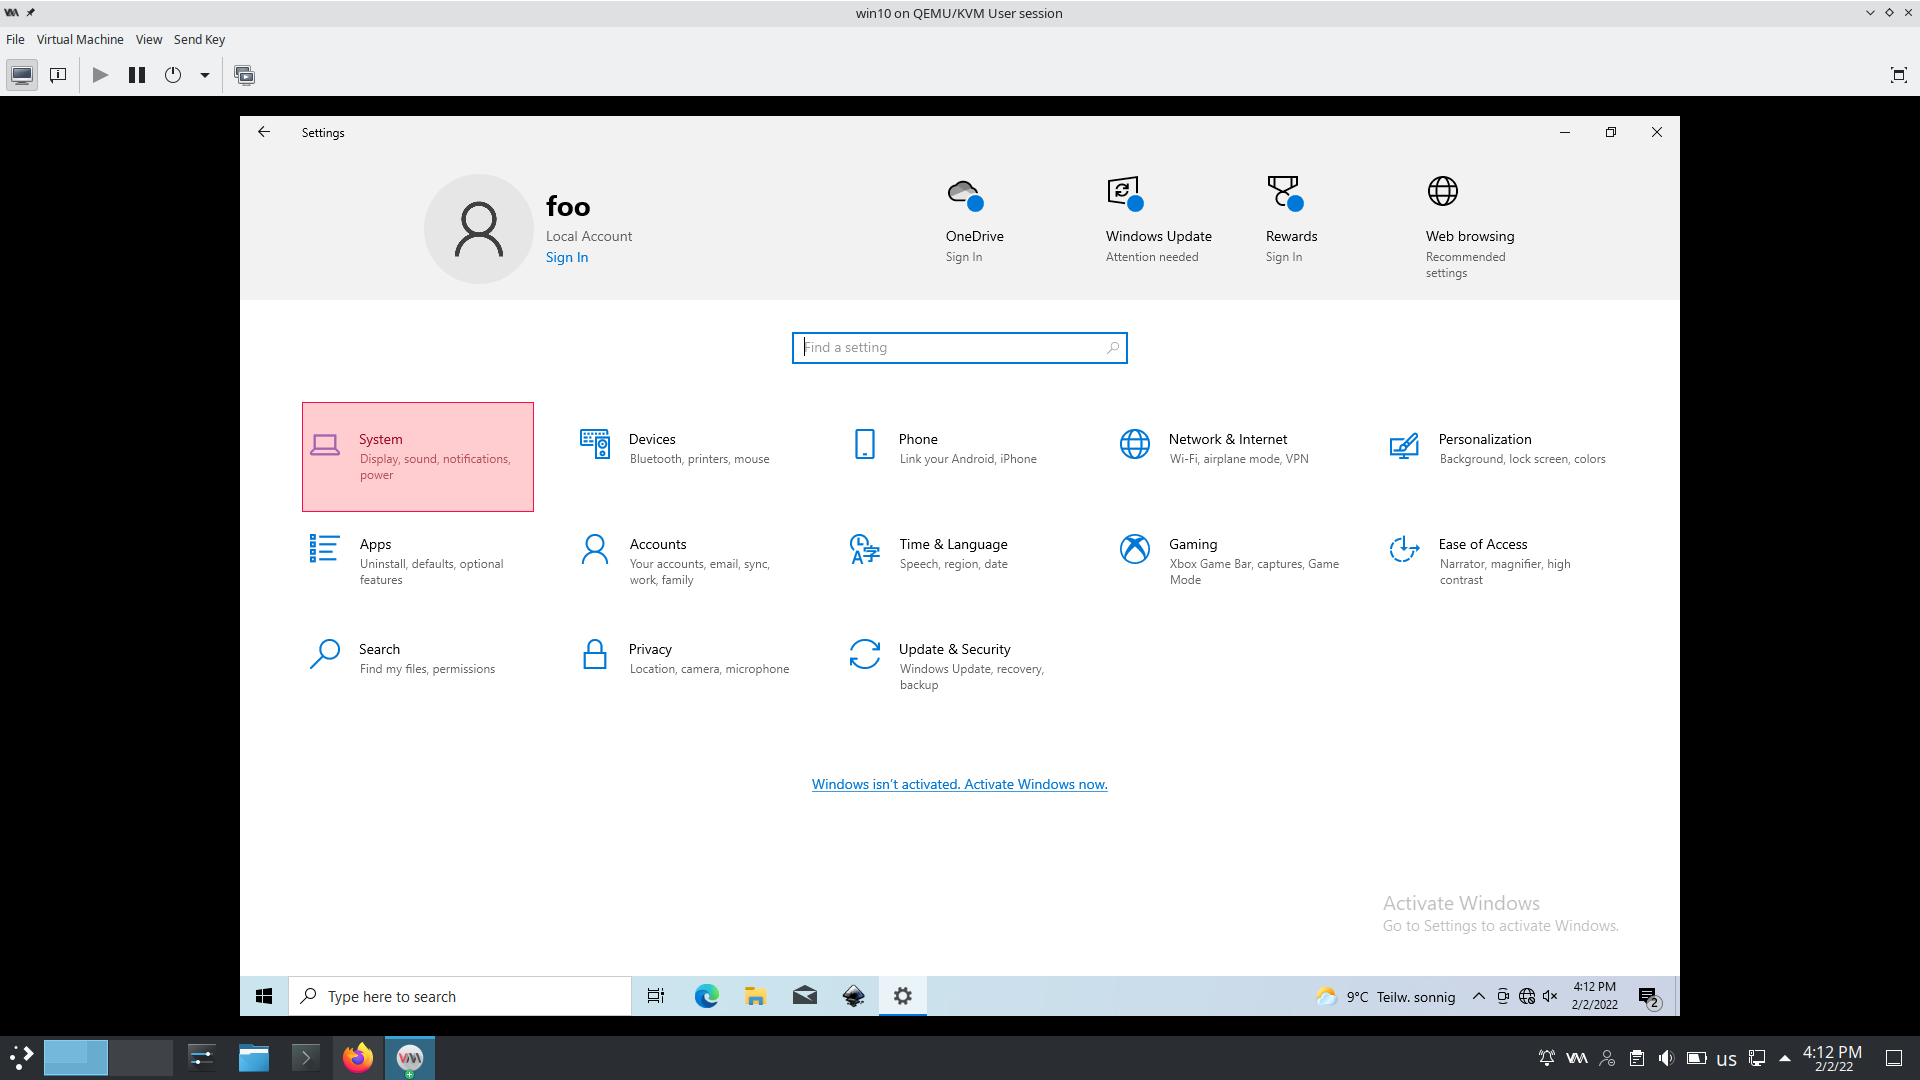 win10 on QEMU/KVM User session
File Virtual Machine View Send Key
Settings
foo
Local Account
Sign In
OneDrive
Sign In
Windows Update
Attention needed
Rewards
Sign In
Web browsing
Recommended
settings
Find a setting
System
Display, sound, notifications,
power
Devices
Bluetooth, printers, mouse
Phone
Link your Android, iPhone
Network & Internet
Wi-Fi, airplane mode, VPN
Personalization
Background, lock screen, colors
Apps
Uninstall, defaults, optional
features
Accounts
Your accounts, email, sync,
work, family
Time & Language
Speech, region, date
Gaming
Xbox Game Bar, captures, Game
Mode
Ease of Access
Narrator, magnifier, high
contrast
Search
Find my files, permissions
Privacy
Location, camera, microphone
Update & Security
Windows Update, recovery,
backup
Windows isn't activated. Activate Windows now.
Activate Windows
Go to Settings to activate Windows.
Type here to search
9°C Teilw. sonnig
4:12 PM
2/2/2022
2
us
4:12 PM
2/2/22